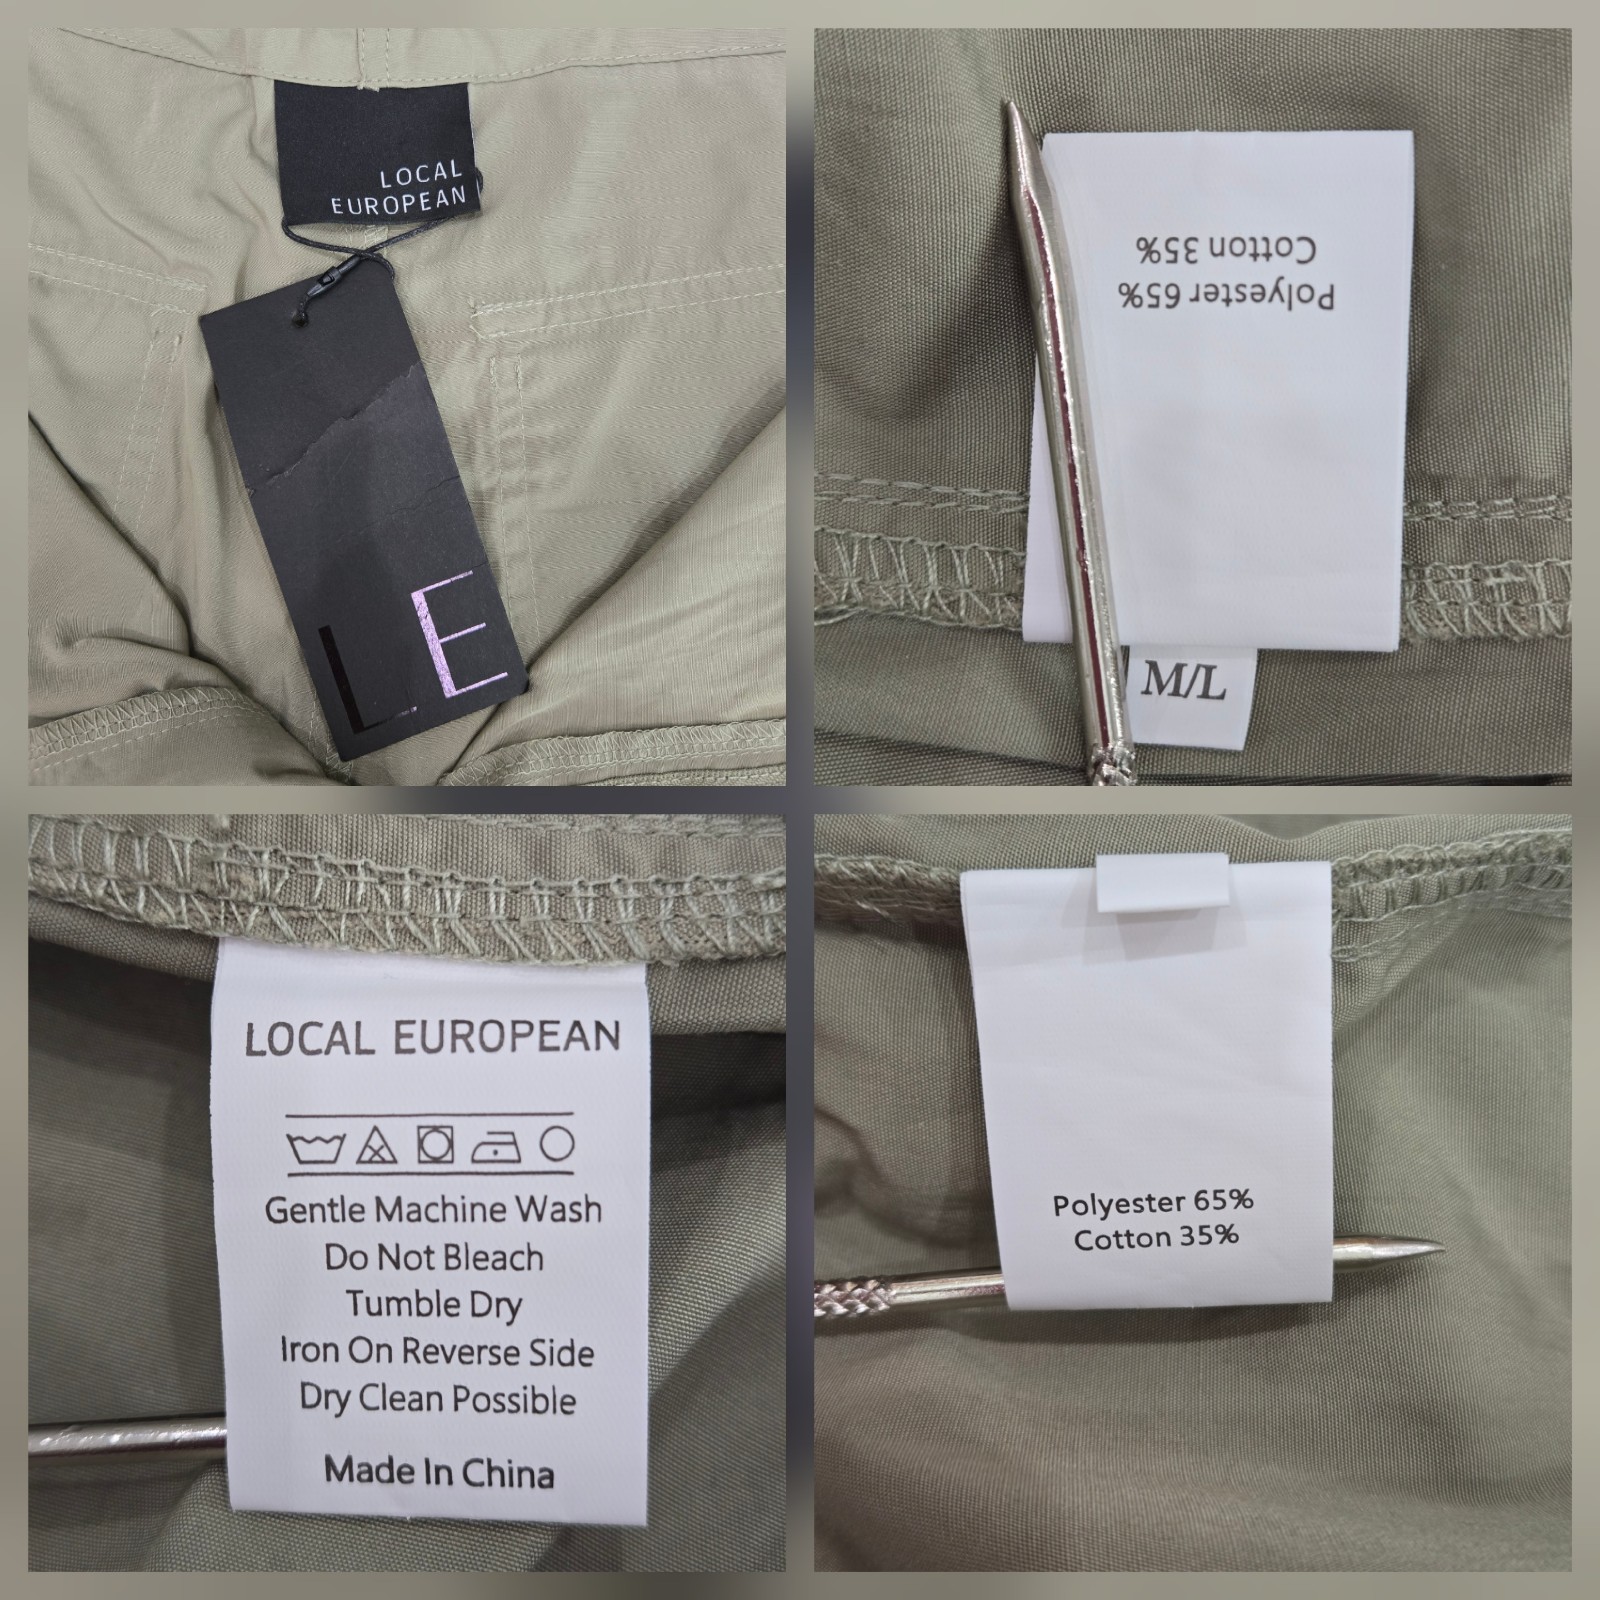 LOCAL
EUROPEAN
LE
Polyester 65%
Cotton 35%
M/L
LOCAL EUROPEAN
Gentle Machine Wash
Do Not Bleach
Tumble Dry
Iron On Reverse Side
Dry Clean Possible
Made In China
Polyester 65%
Cotton 35%